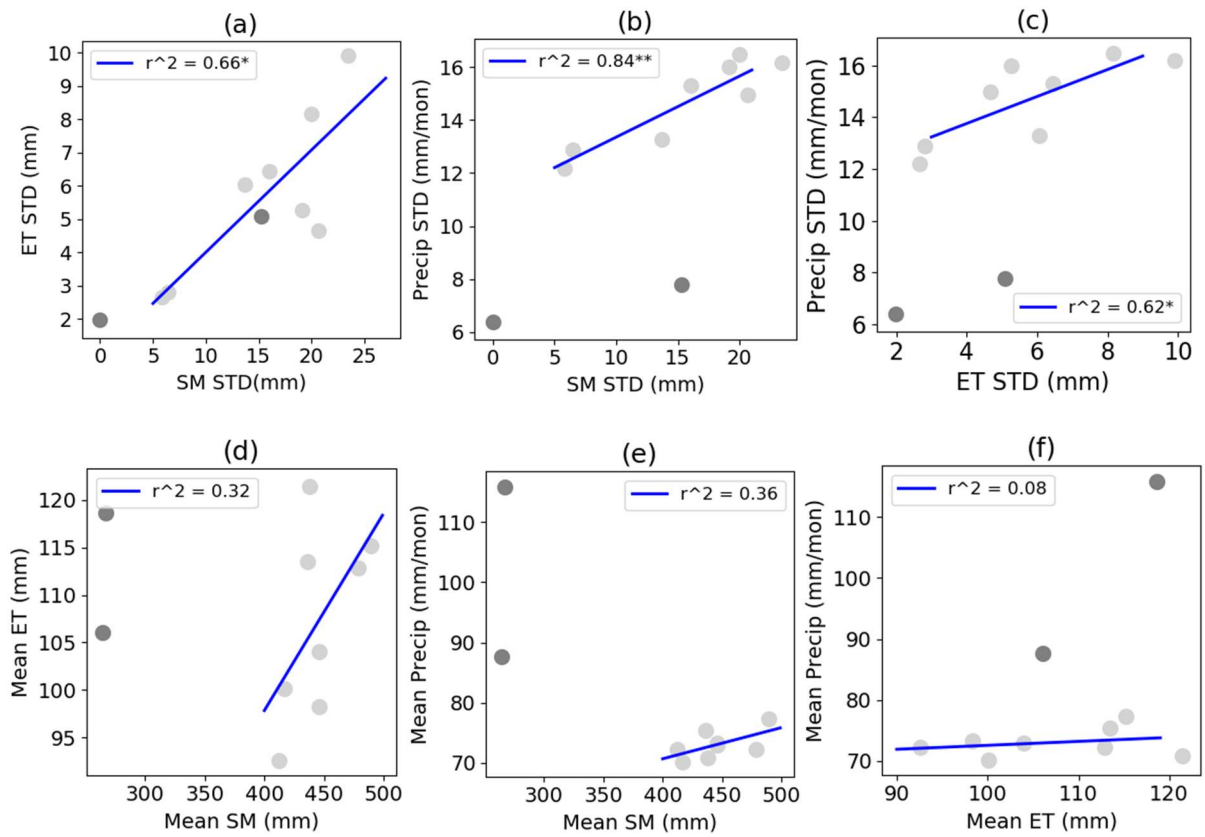 (a)
r^2 = 0.66*
10
9
8
7
6
5
4
3
2
0 5 10 15 20 25
ET STD (mm)
SM STD(mm)
(b)
r^2 = 0.84**
16
14
12
10
8
6
0 5 10 15 20
Precip STD (mm/mon)
SM STD (mm)
(c)
16
14
12
10
8
6
r^2 = 0.62*
2 4 6 8 10
Precip STD (mm/mon)
ET STD (mm)
(d)
r^2 = 0.32
120
115
110
105
100
95
300 350 400 450 500
Mean ET (mm)
Mean SM (mm)
(e)
r^2 = 0.36
110
100
90
80
70
300 350 400 450 500
Mean Precip (mm/mon)
Mean SM (mm)
(f)
r^2 = 0.08
110
100
90
80
70
90 100 110 120
Mean Precip (mm/mon)
Mean ET (mm)